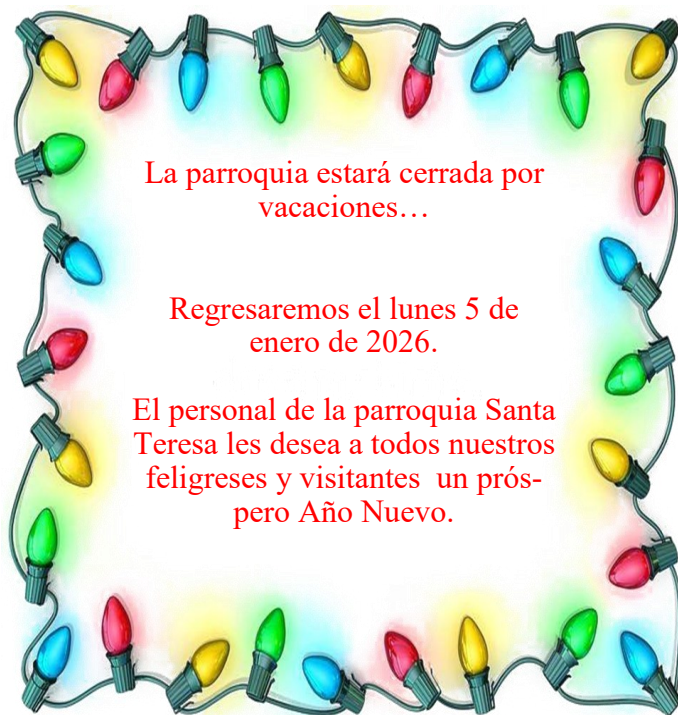 La parroquia estará cerrada por
vacaciones…
Regresaremos el lunes 5 de
enero de 2026.
El personal de la parroquia Santa
Teresa les desea a todos nuestros
feligreses y visitantes  un prós-
pero Año Nuevo.